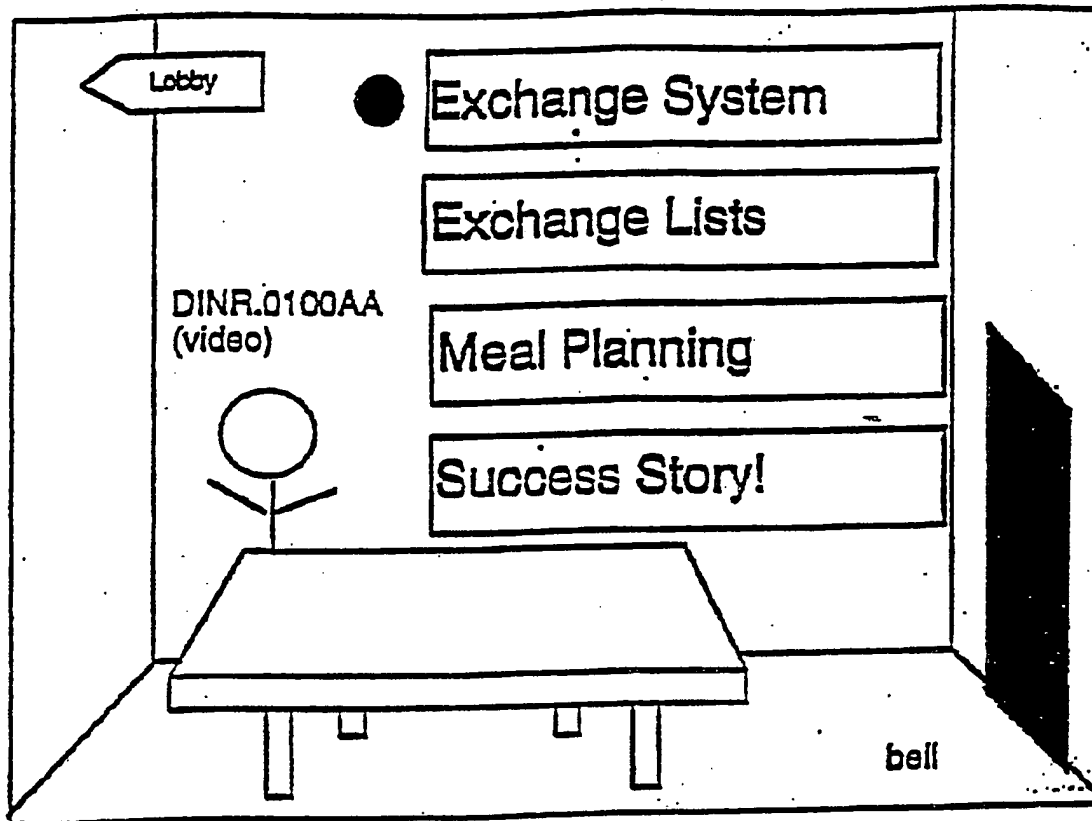 Lobby
Exchange System
Exchange Lists
DINR.0100AA
(video)
Meal Planning
Success Story!
bell